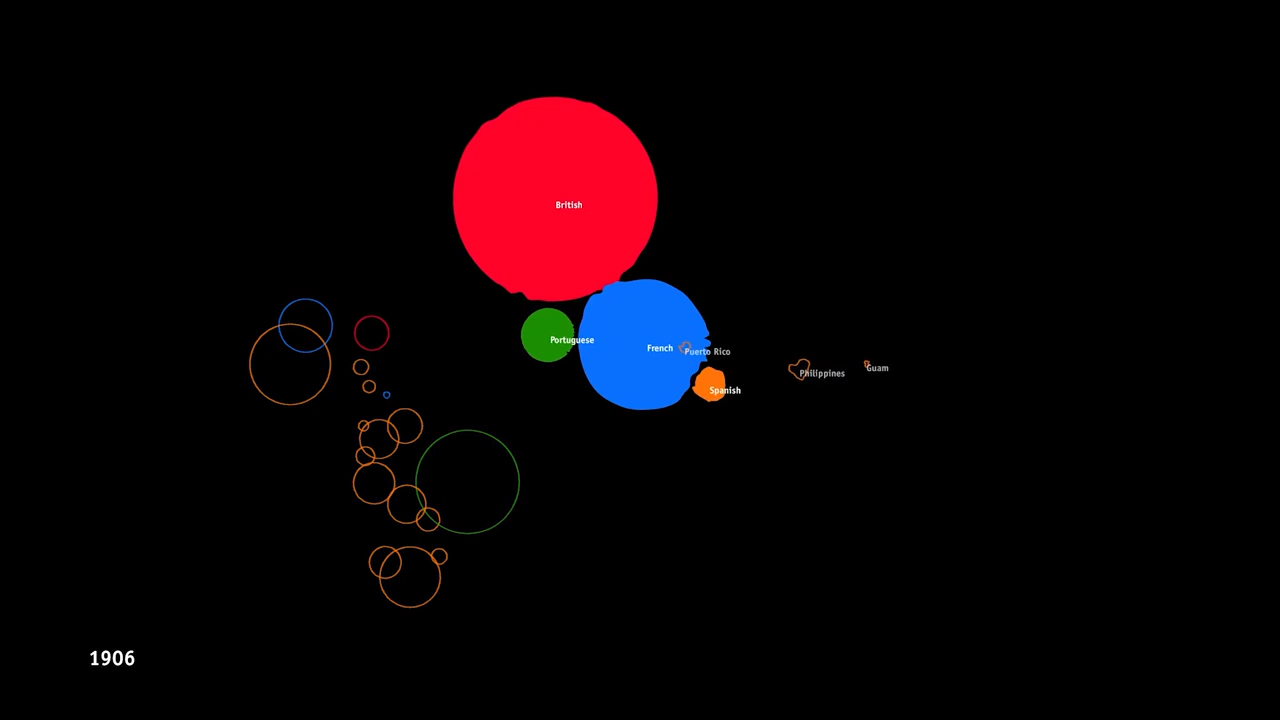 British
Portuguese
French
Puerto Rico
Guam
Philippines
Spanish
1906